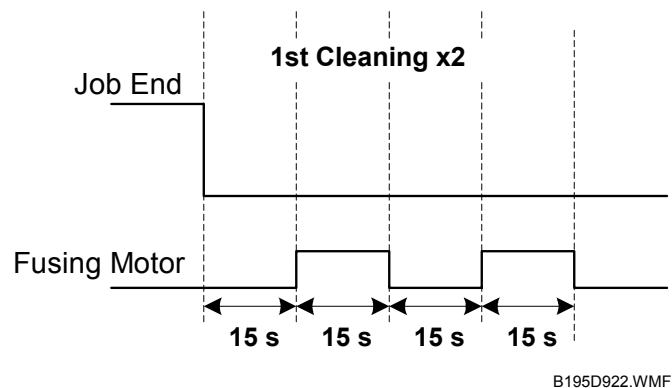 1st Cleaning x2
Job End
Fusing Motor
15 s 15 s 15 s 15 s
B195D922.WMF